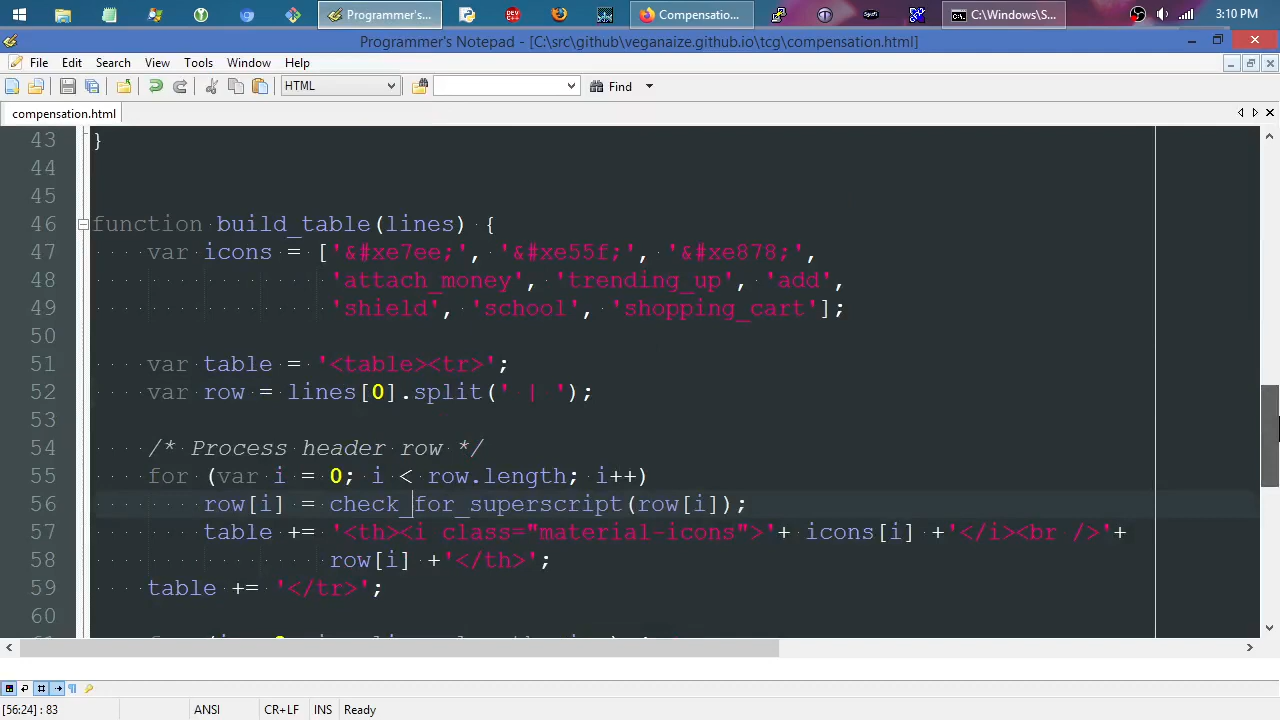 Programmer's...
Compensatio...
C:\Windows\S...
3:10 PM
Programmer's Notepad - [C:\src\github\veganaize.github.io\tcg\compensation.html]
File Edit Search View Tools Window Help
HTML
Find
compensation.html
43 }
44
45
46 function build_table(lines) {
47 var icons = ['&#xe7ee;', '&#xe55f;', '&#xe878;',
48 'attach_money', 'trending_up', 'add',
49 'shield', 'school', 'shopping_cart'];
50
51 var table = '<table><tr>';
52 var row = lines[0].split(' | ');
53
54 /* Process header row */
55 for (var i = 0; i < row.length; i++)
56 row[i] = check_for_superscript(row[i]);
57 table += '<th><i class="material-icons">'+ icons[i] +'</i><br />'+
58 row[i] +'</th>';
59 table += '</tr>';
60
[56:24] : 83 ANSI CR+LF INS Ready